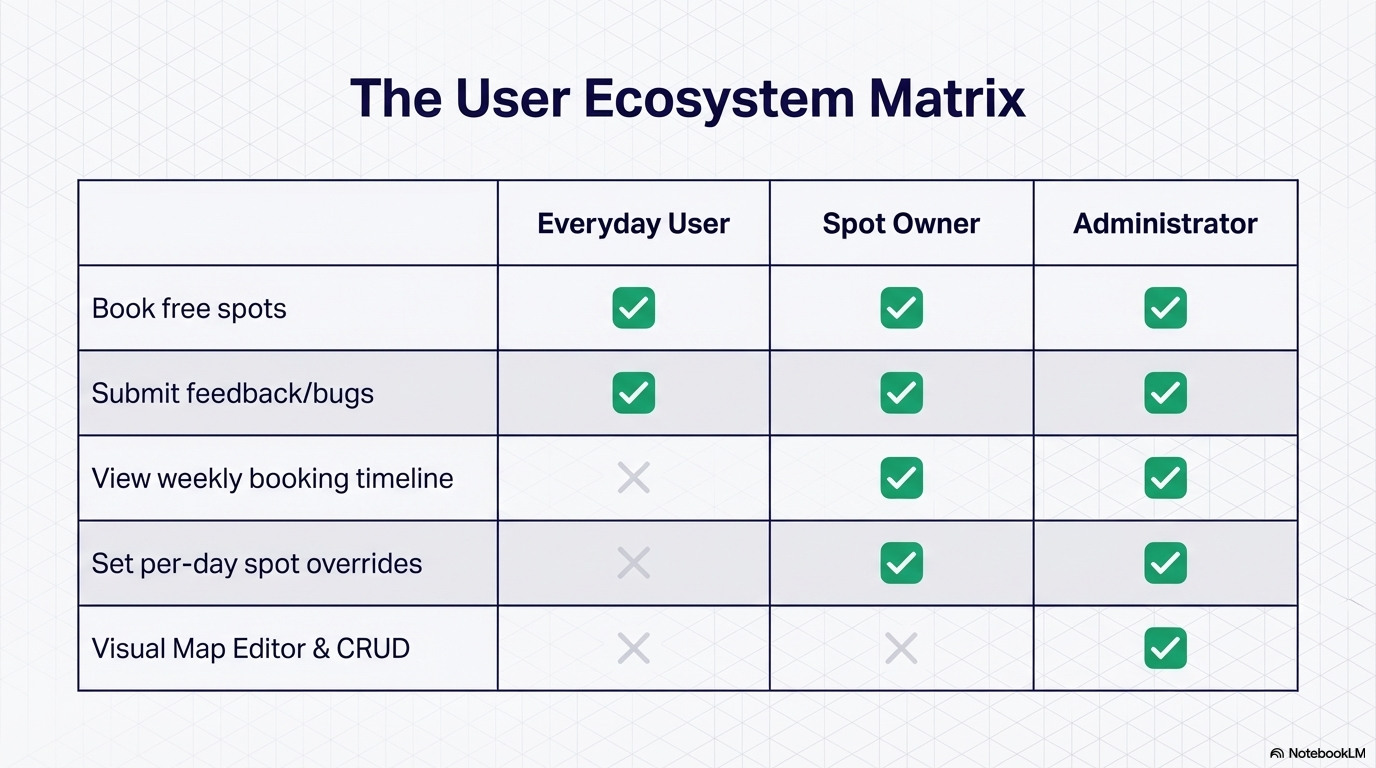 The User Ecosystem Matrix
Everyday User
Spot Owner
Administrator
Book free spots
Submit feedback/bugs
View weekly booking timeline
Set per-day spot overrides
Visual Map Editor & CRUD
NotebookLM